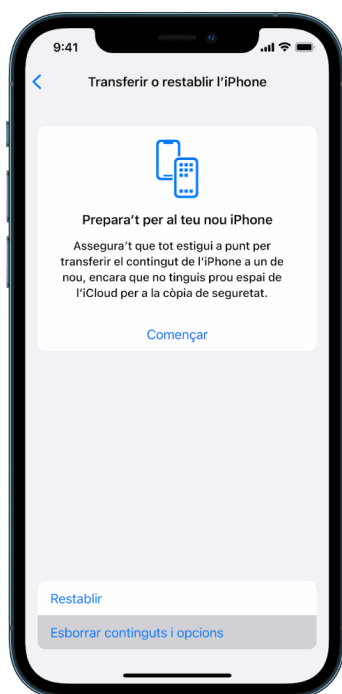 9:41
Transferir o restablir l’iPhone
Prepara’t per al teu nou iPhone
Assegura’t que tot estigui a punt per
transferir el contingut de l’iPhone a un de
nou, encara que no tinguis prou espai de
l’iCloud per a la còpia de seguretat.
Començar
Restablir
Esborrar continguts i opcions